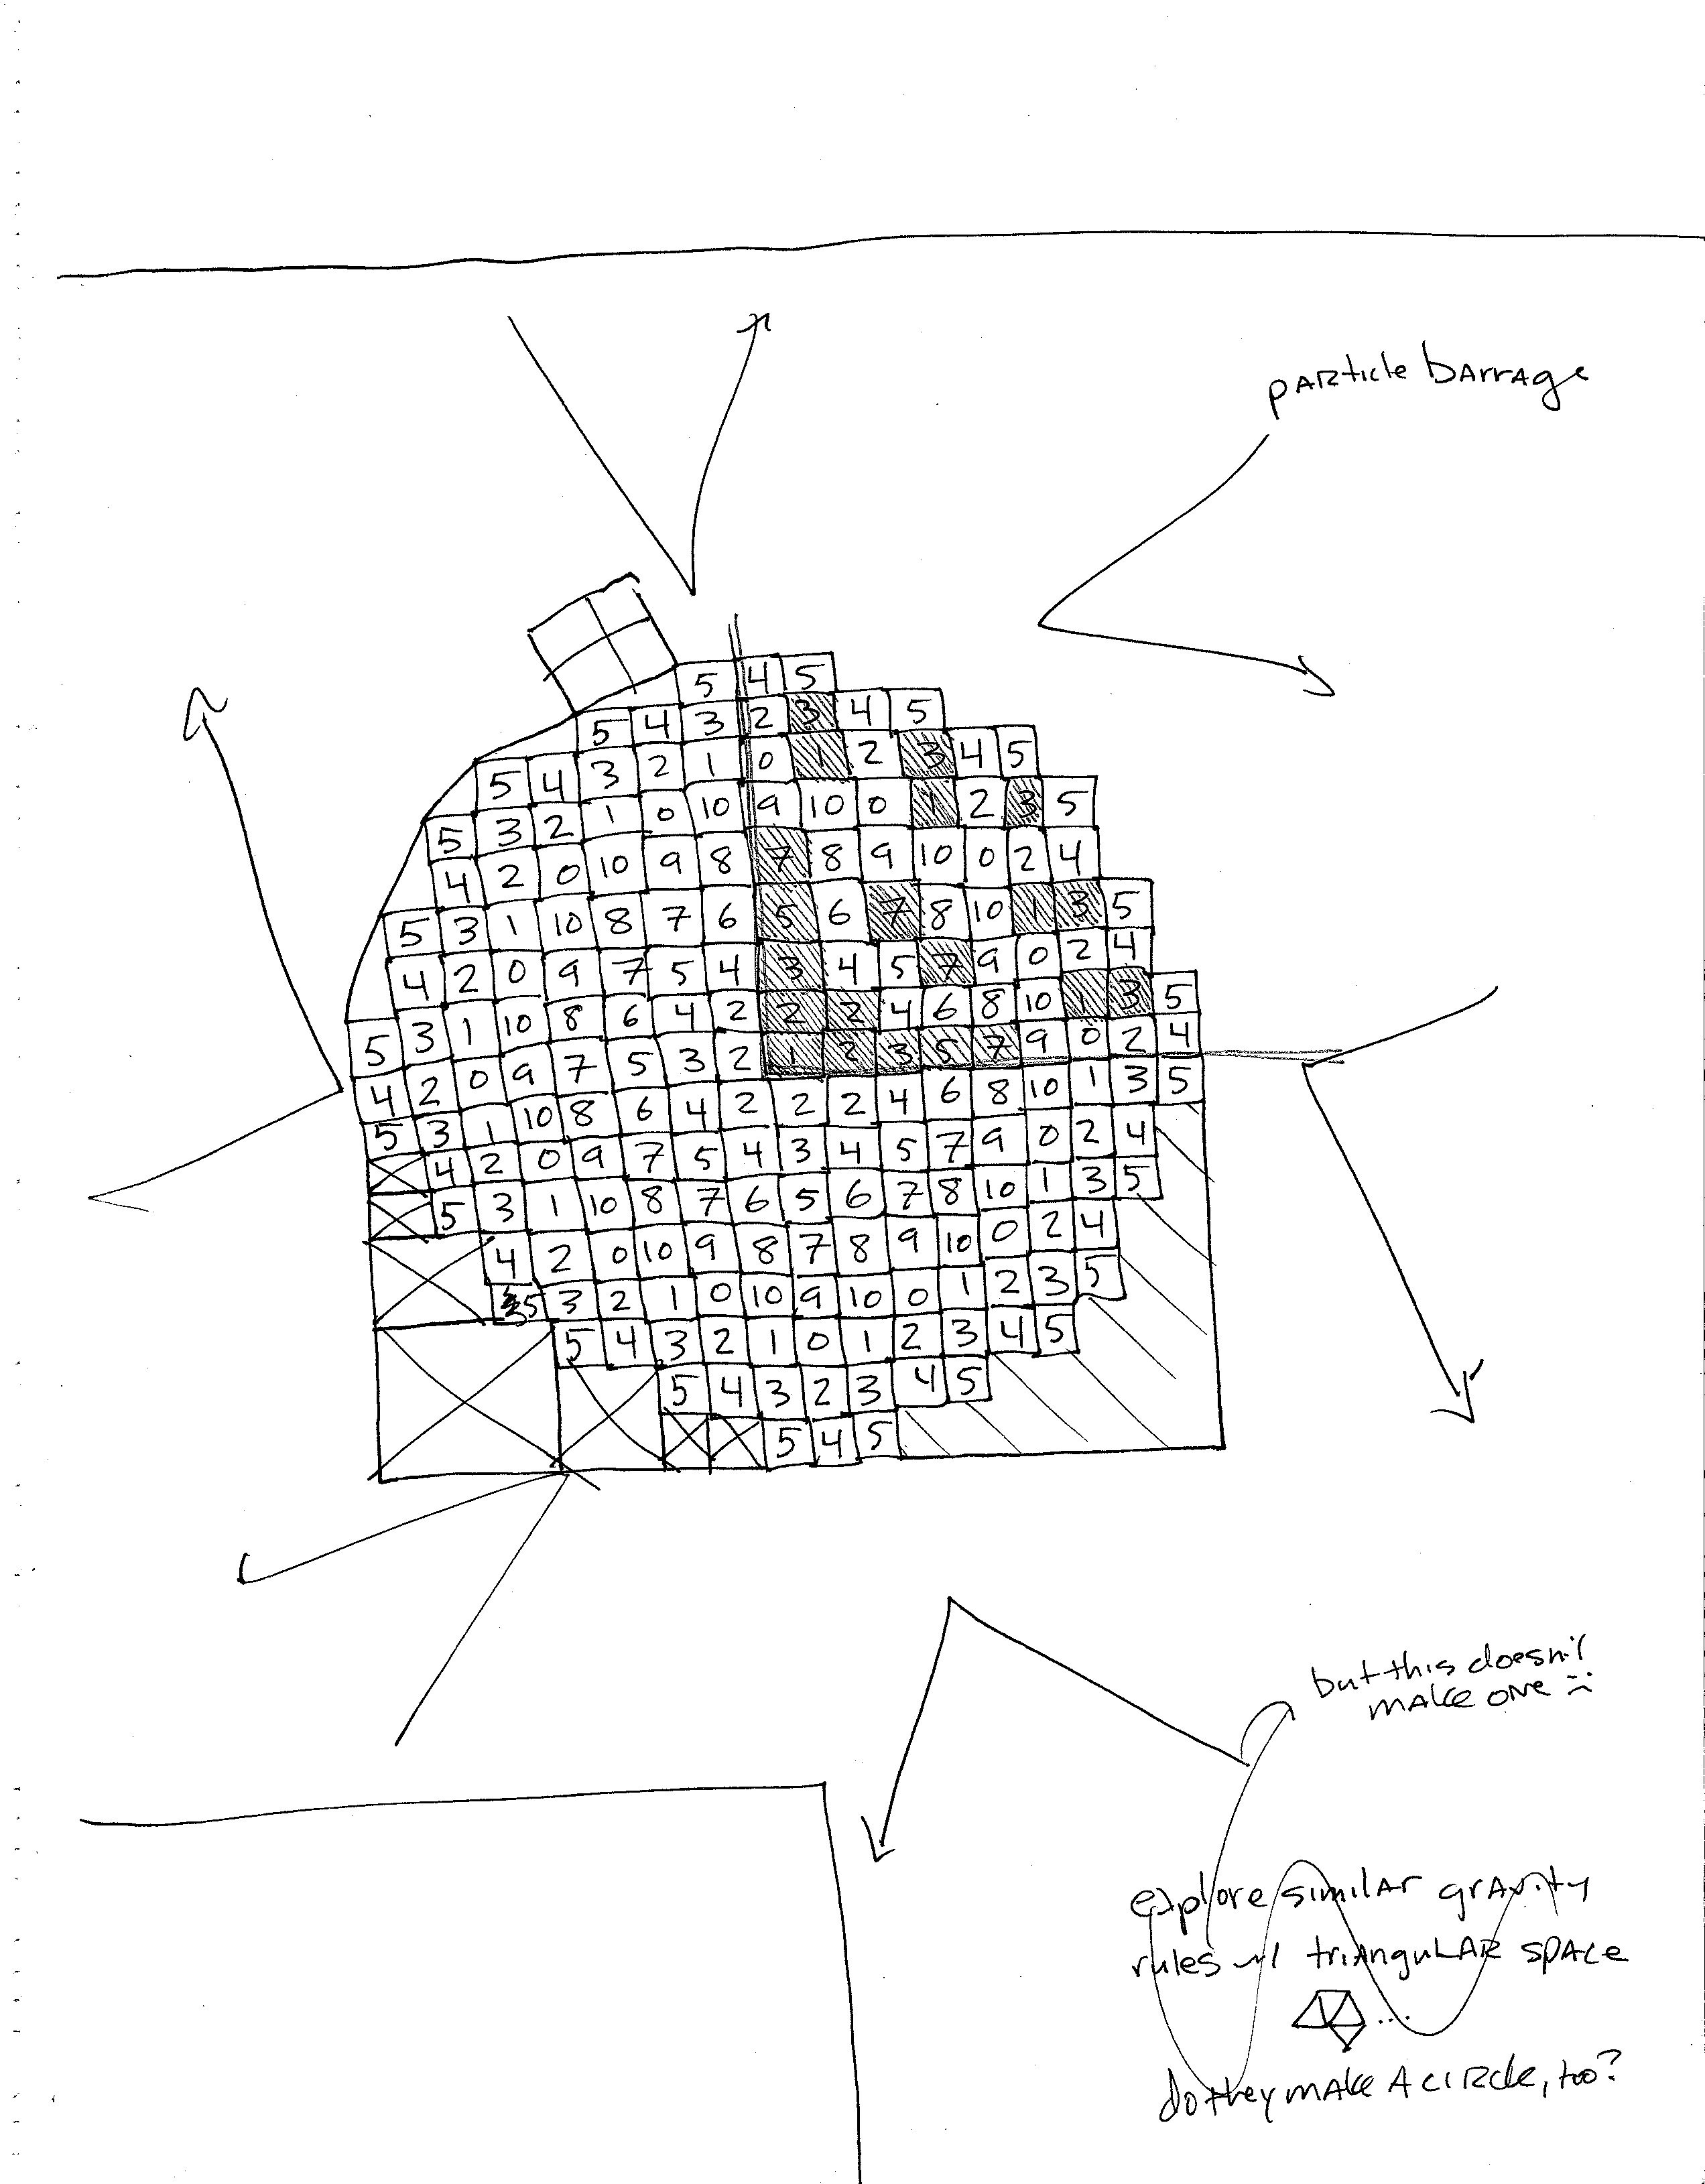 particle barrage
5 4 5
5 4 3 2 3 4 5
5 4 3 2 1 0 1 2 3 4 5
5 3 2 1 0 10 9 10 0 1 2 3 5
4 2 0 10 9 8 7 8 9 10 0 2 4
5 3 1 10 8 7 6 5 6 7 8 10 1 3 5
4 2 0 9 7 5 4 3 4 5 7 9 0 2 4
5 3 1 10 8 6 4 2 2 2 4 6 8 10 1 3 5
4 2 0 9 7 5 3 2 1 2 3 5 7 9 0 2 4
5 3 1 10 8 6 4 2 2 2 4 6 8 10 1 3 5
4 2 0 9 7 5 4 3 4 5 7 9 0 2 4
5 3 1 10 8 7 6 5 6 7 8 10 1 3 5
4 2 0 10 9 8 7 8 9 10 0 2 4
5 3 2 1 0 10 9 10 0 1 2 3 5
5 4 3 2 1 0 1 2 3 4 5
5 4 3 2 3 4 5
5 4 5
but this doesn't
make one
explore similar gravity
rules w/ triangular space
...
do they make a circle, too?